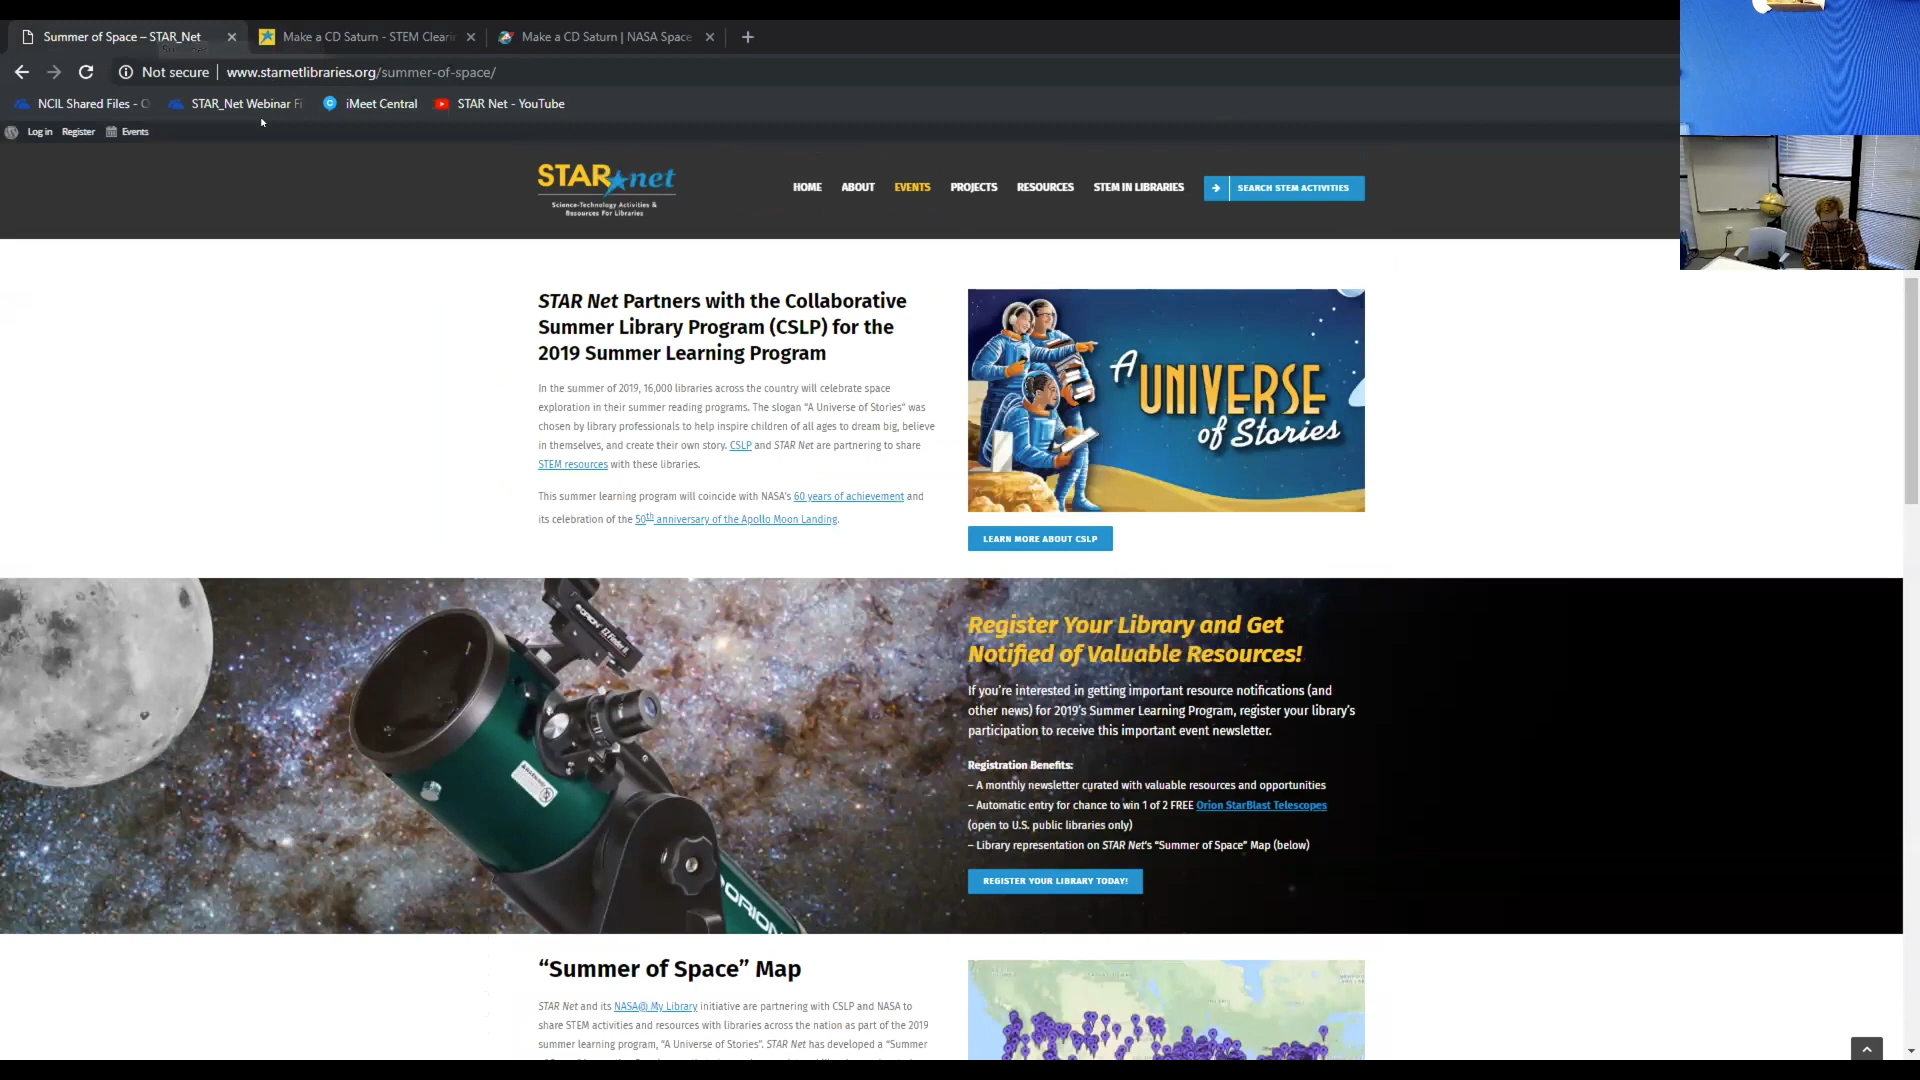 Summer of Space – STAR_Net
Make a CD Saturn - STEM Clearin
Make a CD Saturn | NASA Space
Not secure
www.starnetlibraries.org/summer-of-space/
NCIL Shared Files - O
STAR_Net Webinar Fi
iMeet Central
STAR Net - YouTube
Log in
Register
Events
STAR net
Science-Technology Activities &
Resources For Libraries
HOME
ABOUT
EVENTS
PROJECTS
RESOURCES
STEM IN LIBRARIES
SEARCH STEM ACTIVITIES
STAR Net Partners with the Collaborative
Summer Library Program (CSLP) for the
2019 Summer Learning Program
In the summer of 2019, 16,000 libraries across the country will celebrate space
exploration in their summer reading programs. The slogan "A Universe of Stories" was
chosen by library professionals to help inspire children of all ages to dream big, believe
in themselves, and create their own story. CSLP and STAR Net are partnering to share
STEM resources with these libraries.
This summer learning program will coincide with NASA's 60 years of achievement and
its celebration of the 50th anniversary of the Apollo Moon Landing.
A UNIVERSE
of Stories
LEARN MORE ABOUT CSLP
ORION
ORION
Register Your Library and Get
Notified of Valuable Resources!
If you're interested in getting important resource notifications (and
other news) for 2019's Summer Learning Program, register your library's
participation to receive this important event newsletter.
Registration Benefits:
– A monthly newsletter curated with valuable resources and opportunities
– Automatic entry for chance to win 1 of 2 FREE Orion StarBlast Telescopes
(open to U.S. public libraries only)
– Library representation on STAR Net's "Summer of Space" Map (below)
REGISTER YOUR LIBRARY TODAY!
“Summer of Space” Map
STAR Net and its NASA@ My Library initiative are partnering with CSLP and NASA to
share STEM activities and resources with libraries across the nation as part of the 2019
summer learning program, "A Universe of Stories". STAR Net has developed a "Summer